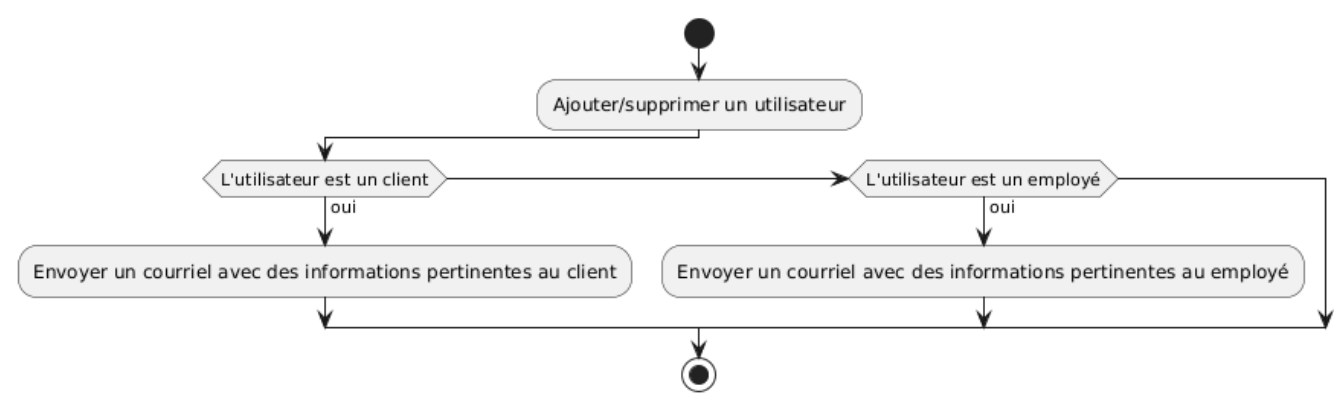 Ajouter/supprimer un utilisateur
L'utilisateur est un client
L'utilisateur est un employé
oui
oui
Envoyer un courriel avec des informations pertinentes au client
Envoyer un courriel avec des informations pertinentes au employé